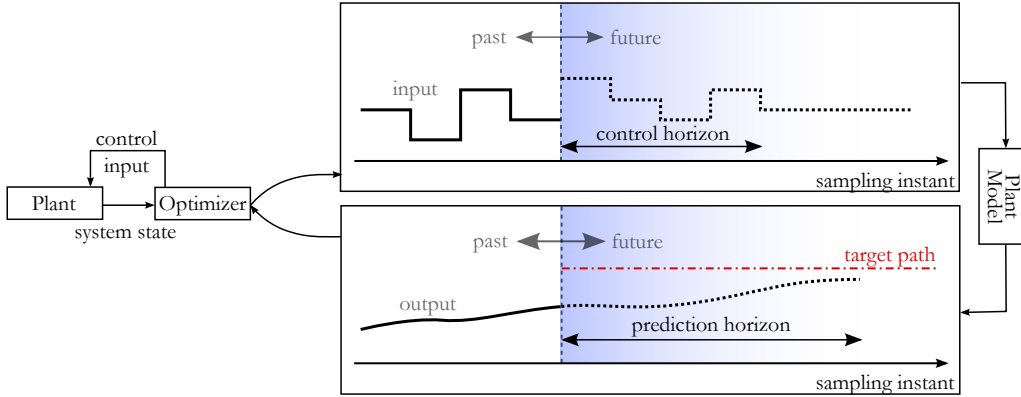 past
future
input
control horizon
sampling instant
control
input
Plant
Optimizer
system state
Plant
Model
past
future
target path
output
prediction horizon
sampling instant